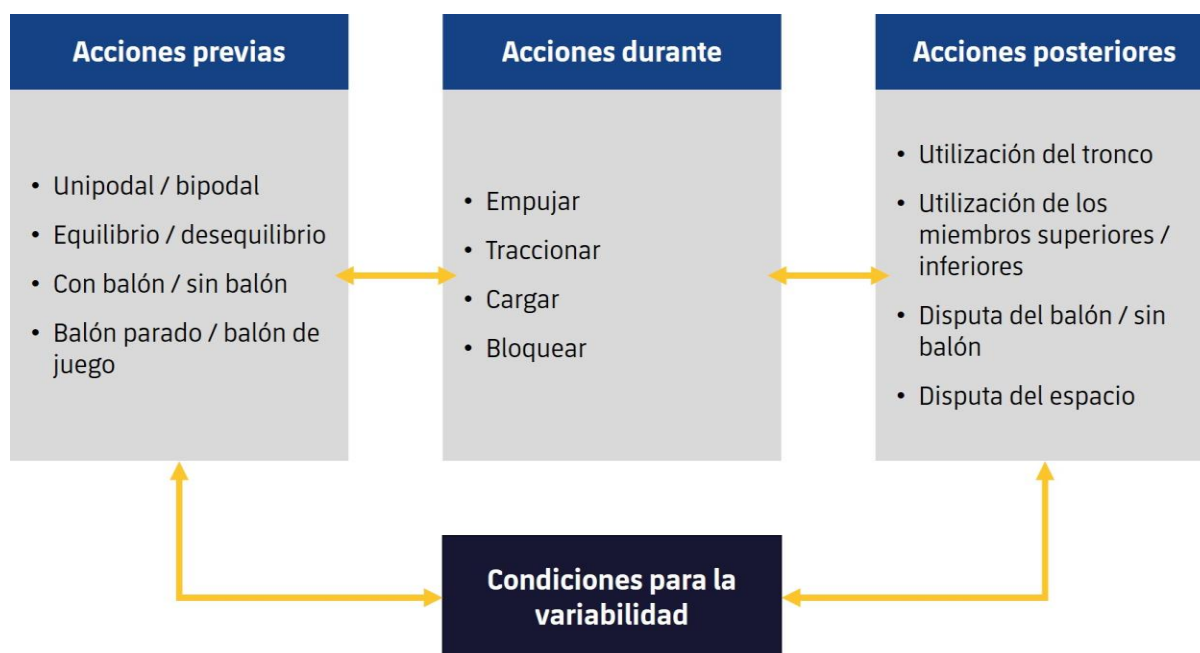 Acciones previas
• Unipodal / bipodal
• Equilibrio / desequilibrio
• Con balón / sin balón
• Balón parado / balón de
juego
Acciones durante
• Empujar
• Traccionar
• Cargar
• Bloquear
Acciones posteriores
• Utilización del tronco
• Utilización de los
miembros superiores /
inferiores
• Disputa del balón / sin
balón
• Disputa del espacio
Condiciones para la
variabilidad